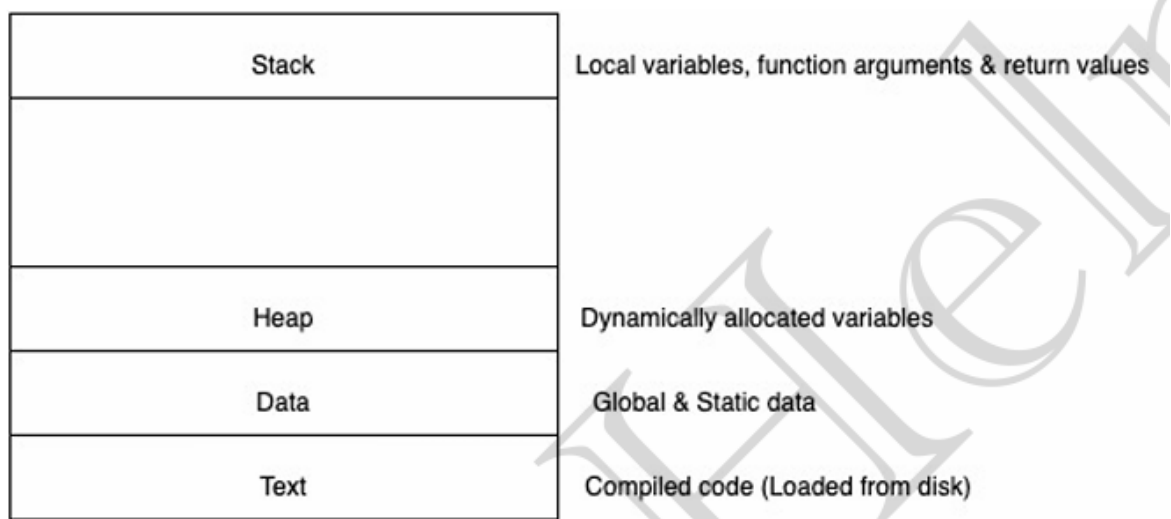 Stack Local variables, function arguments & return values
Heap Dynamically allocated variables
Data Global & Static data
Text Compiled code (Loaded from disk)